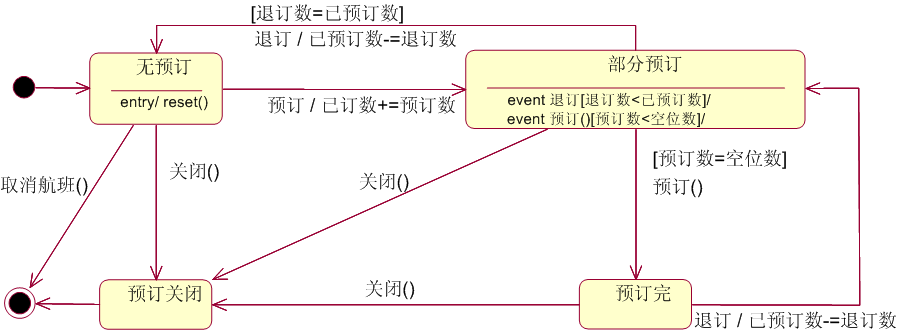 [退订数=已预订数]
退订 / 已预订数-=退订数
无预订
entry/ reset()
部分预订
event 退订[退订数<已预订数]/
event 预订()[预订数<空位数]/
预订 / 已订数+=预订数
[预订数=空位数]
预订()
关闭()
关闭()
取消航班()
预订关闭
关闭()
预订完
退订 / 已预订数-=退订数